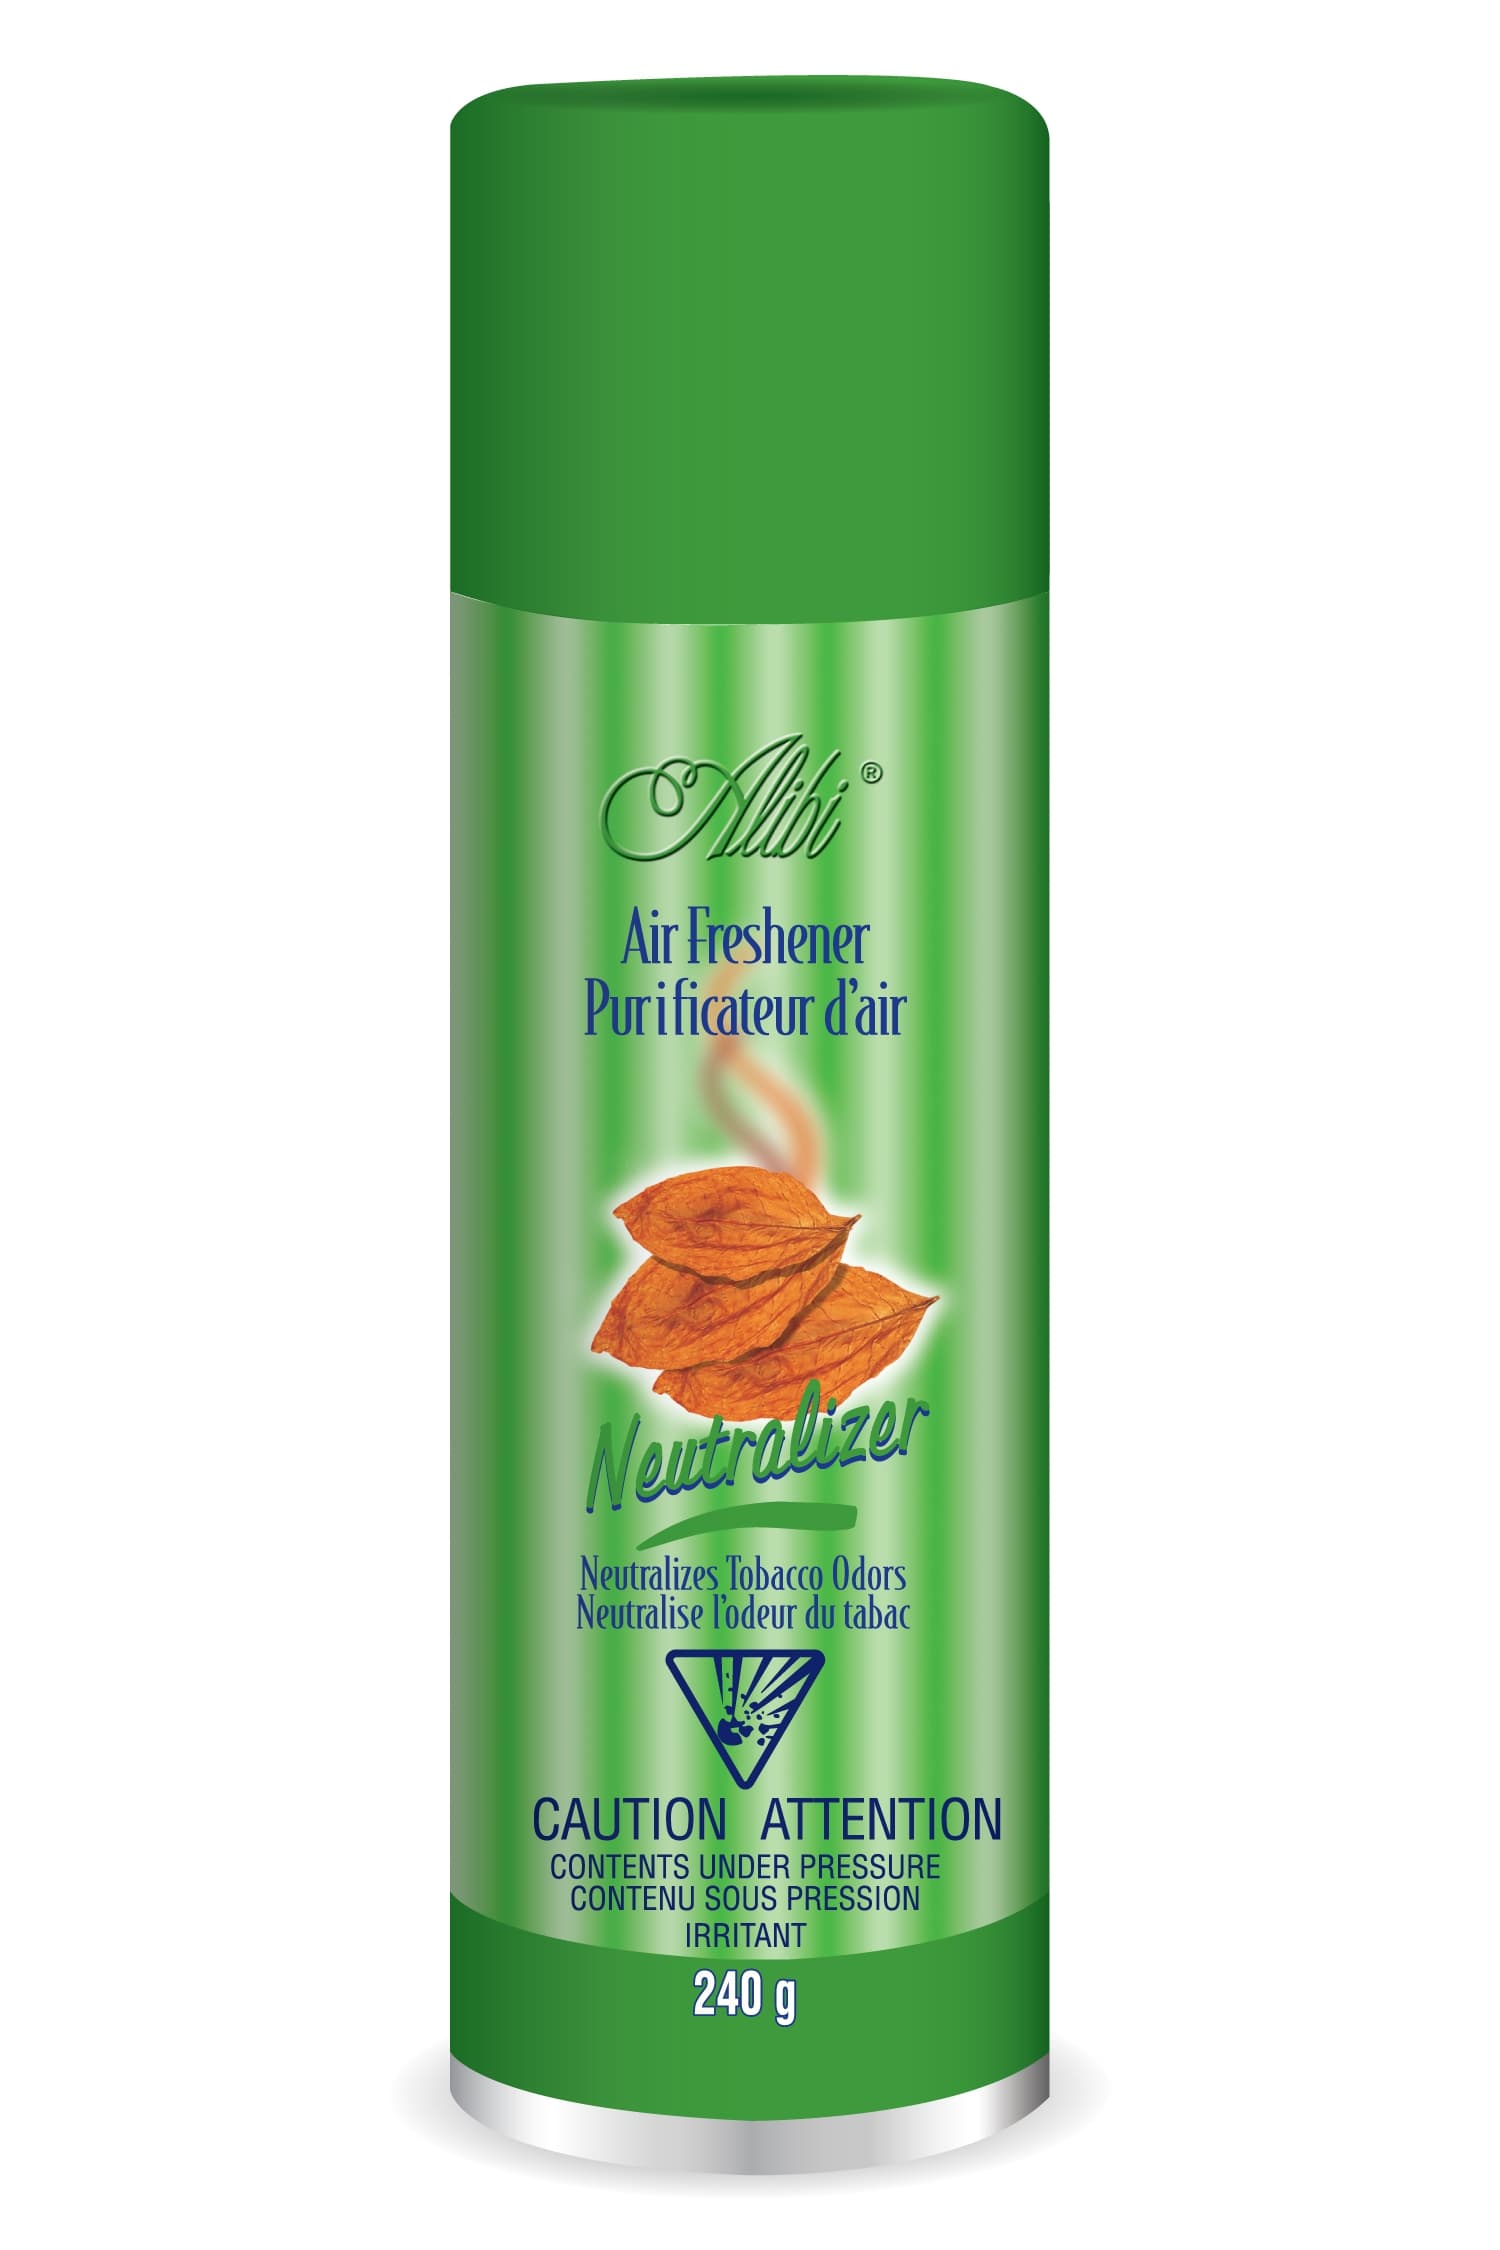 Alibi ®
Air Freshener
Purificateur d'air
Neutralizer
Neutralizes Tobacco Odors
Neutralise l'odeur du tabac
CAUTION ATTENTION
CONTENTS UNDER PRESSURE
CONTENU SOUS PRESSION
IRRITANT
240 g